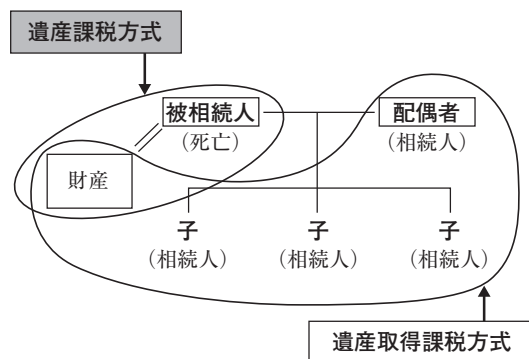 遺産課税方式
被相続人
(死亡)
配偶者
(相続人)
財産
子
(相続人)
子
(相続人)
子
(相続人)
遺産取得課税方式